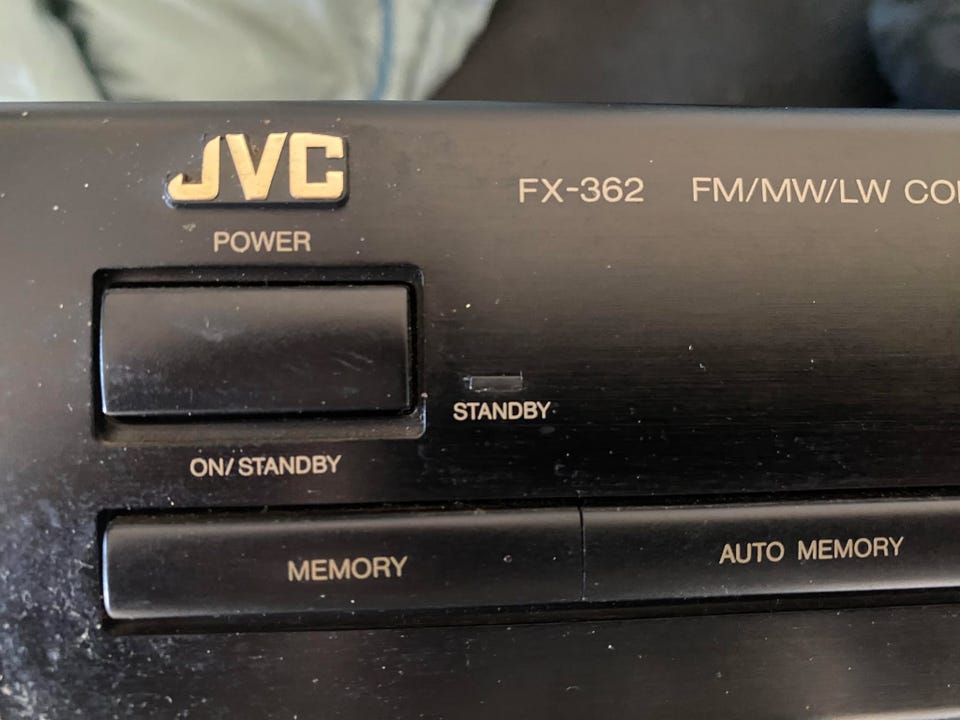 JVC
FX-362 FM/MW/LW
POWER
STANDBY
ON/STANDBY
MEMORY
AUTO MEMORY